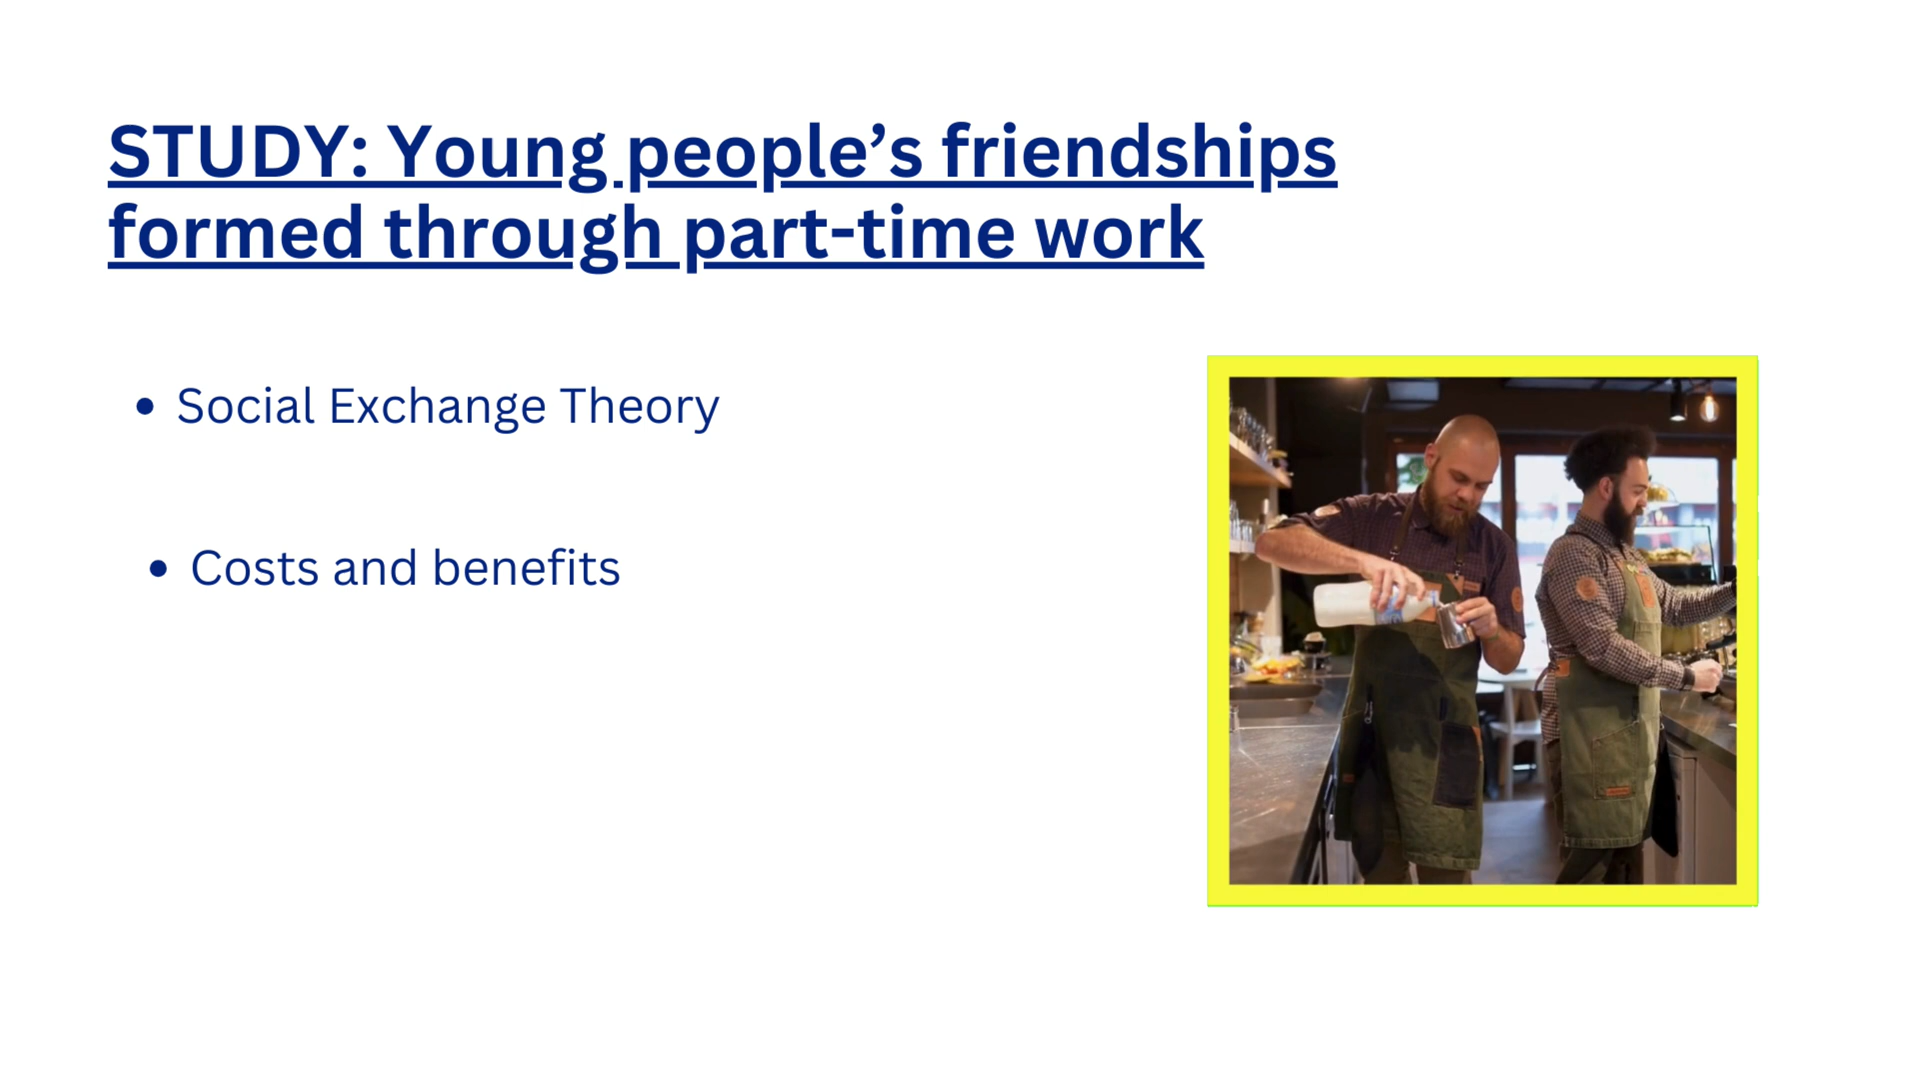 STUDY: Young people’s friendships
formed through part-time work
• Social Exchange Theory
• Costs and benefits